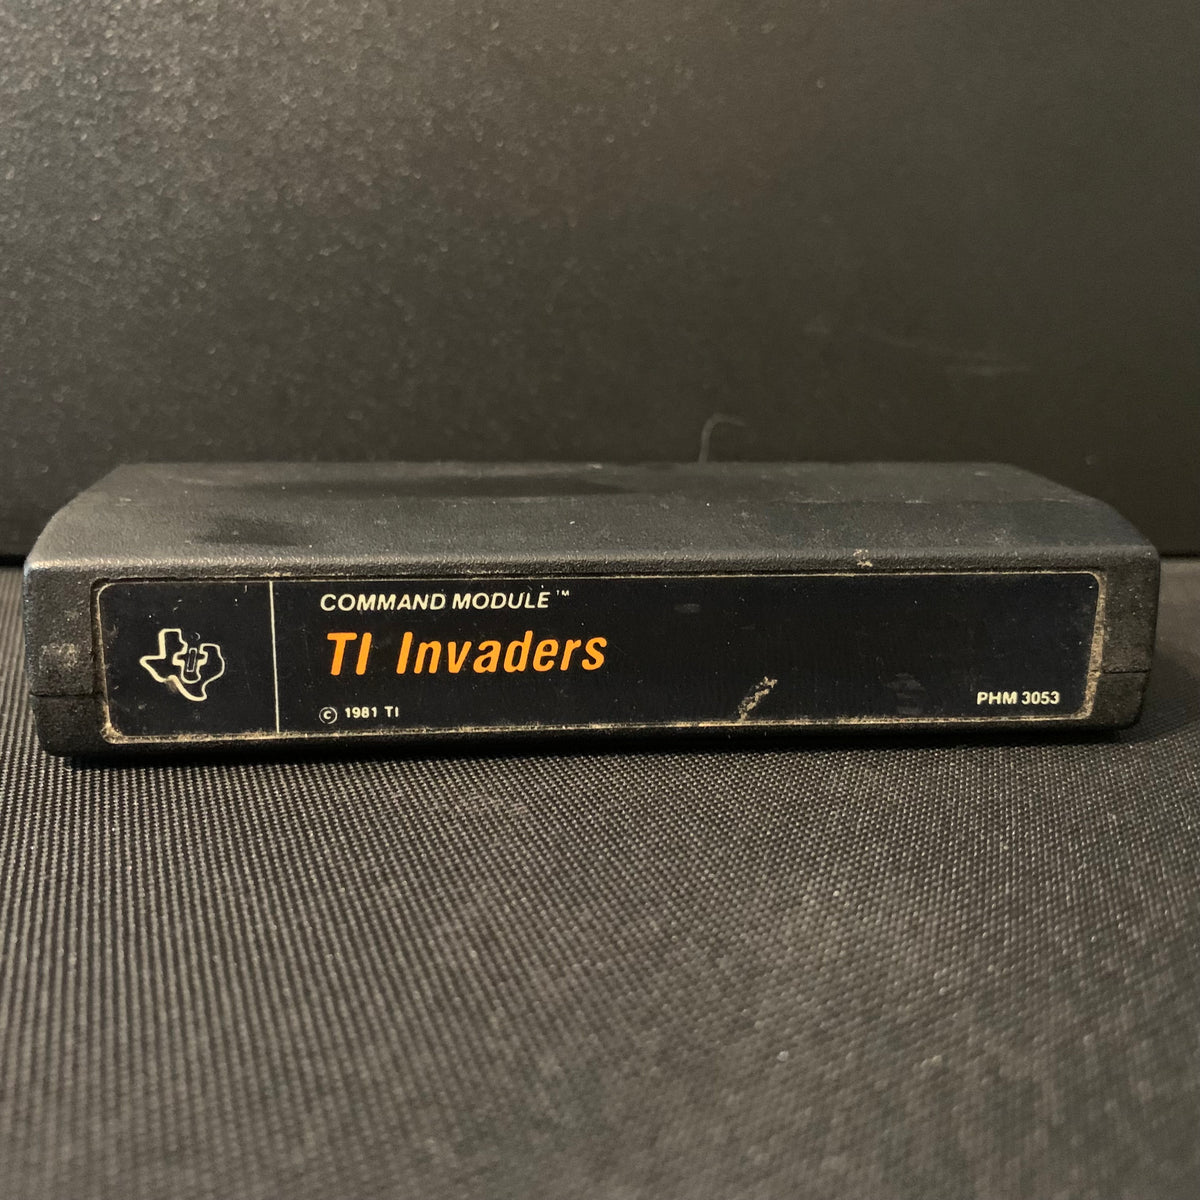 COMMAND MODULE™
TI Invaders
© 1981 TI
PHM 3053